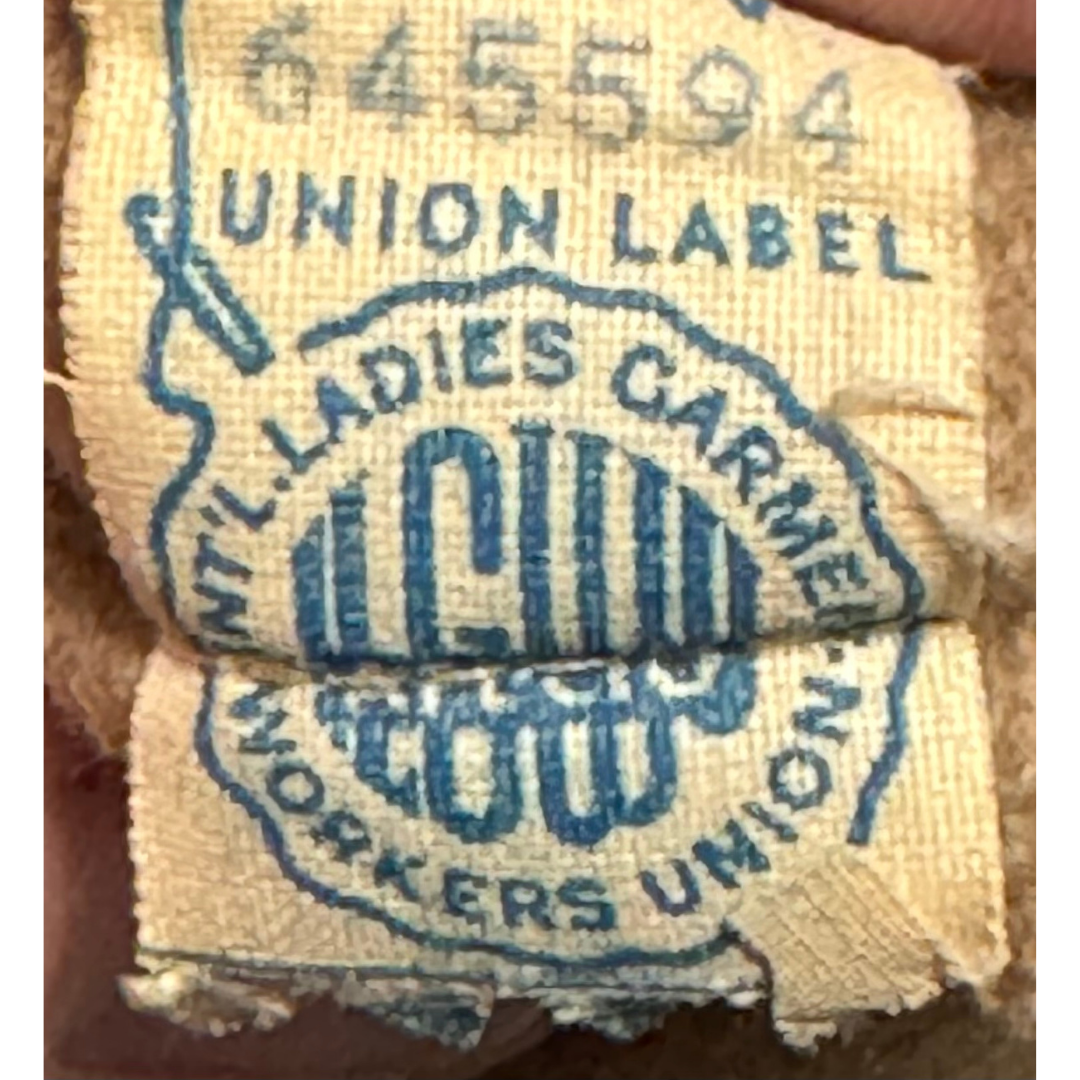 645594
UNION LABEL
INT'L. LADIES GARMENT
WORKERS UNION
ILGWU